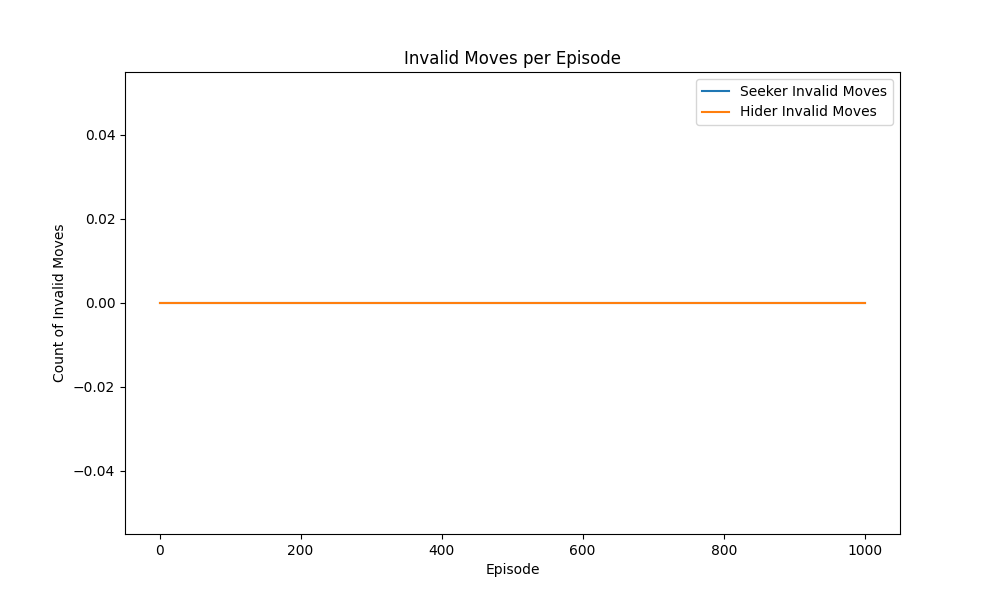 Invalid Moves per Episode
Seeker Invalid Moves
Hider Invalid Moves
Count of Invalid Moves
0.04
0.02
0.00
−0.02
−0.04
0 200 400 600 800 1000
Episode